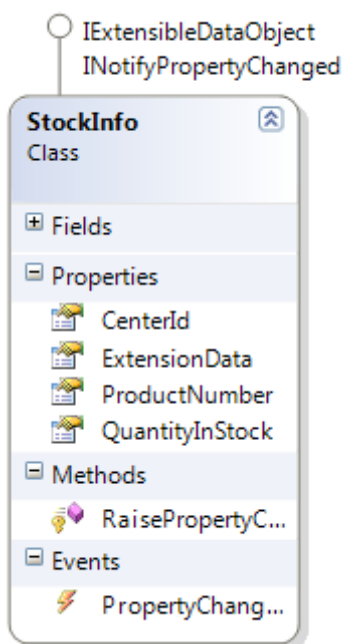 IExtensibleDataObject
INotifyPropertyChanged
StockInfo
Class
Fields
Properties
CenterId
ExtensionData
ProductNumber
QuantityInStock
Methods
RaisePropertyC...
Events
PropertyChang...